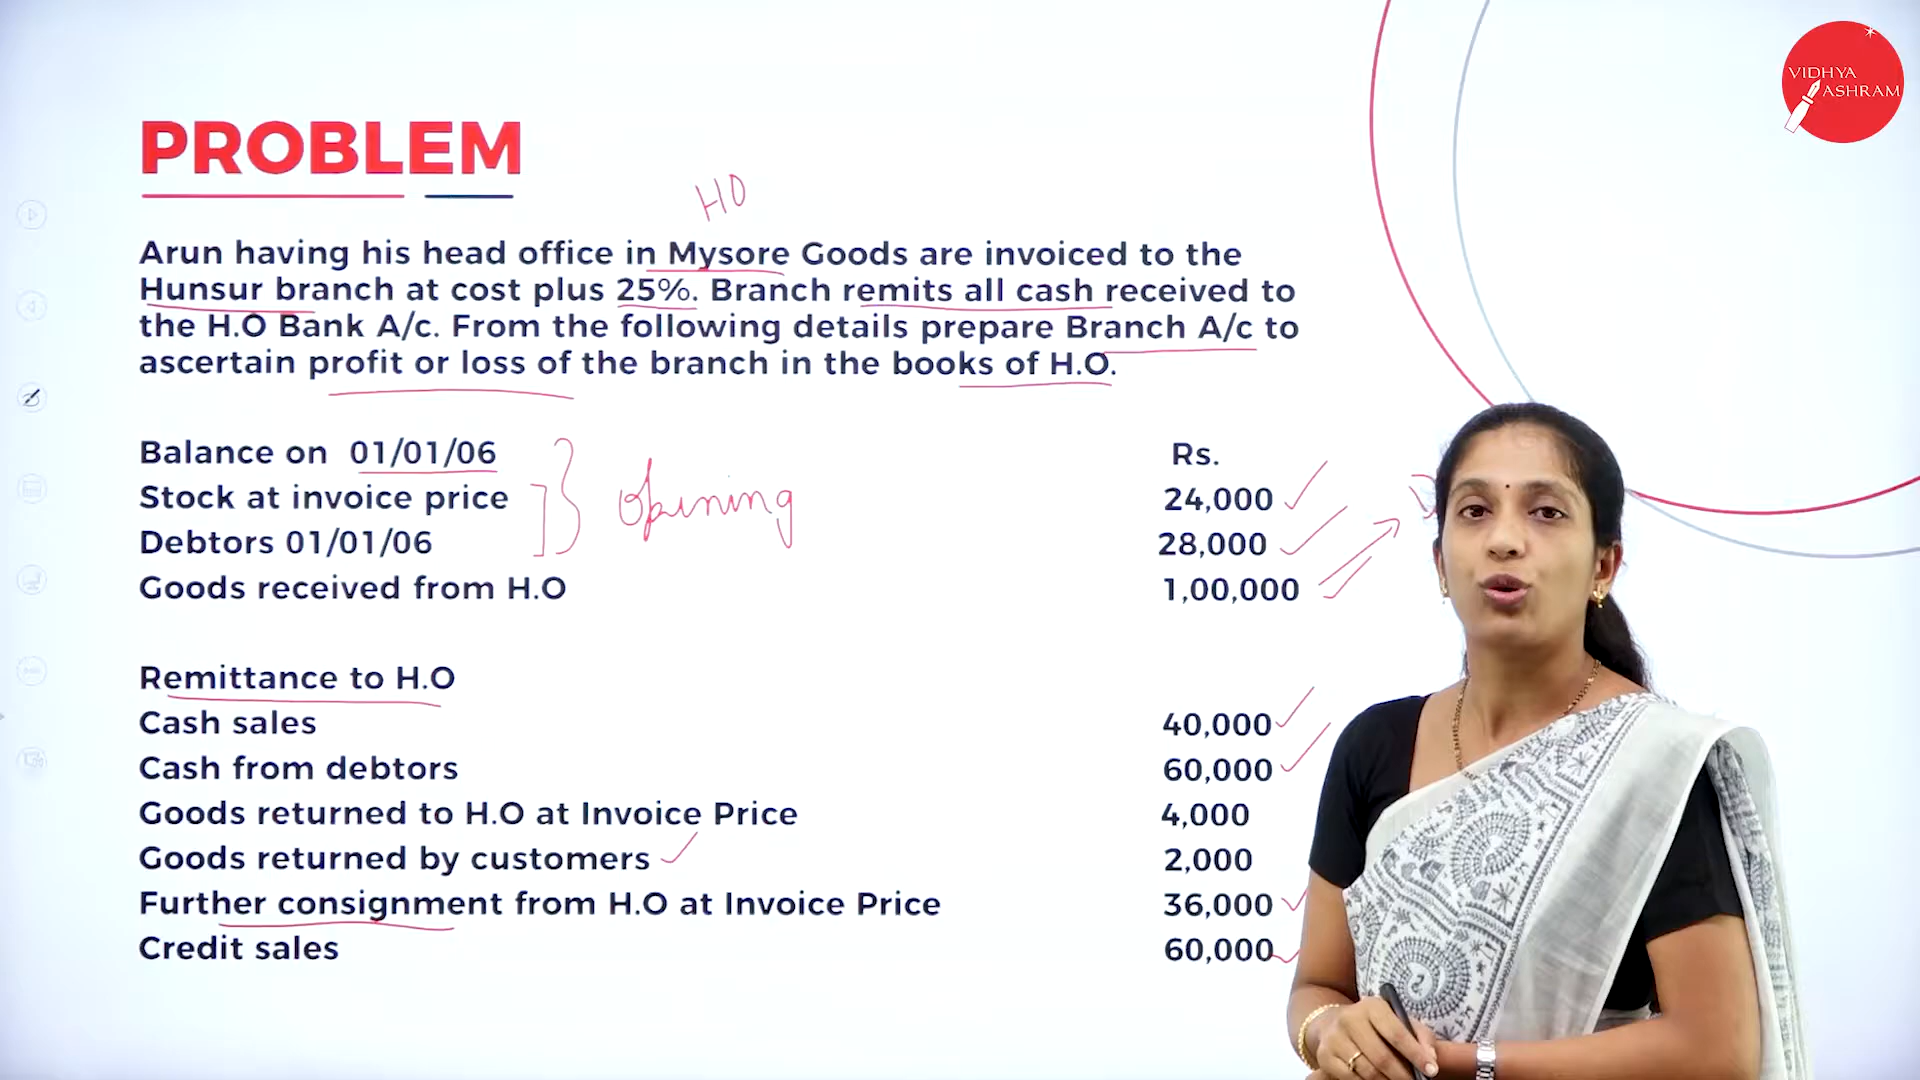 VIDHYA
ASHRAM
PROBLEM
HO
Arun having his head office in Mysore Goods are invoiced to the
Hunsur branch at cost plus 25%. Branch remits all cash received to
the H.O Bank A/c. From the following details prepare Branch A/c to
ascertain profit or loss of the branch in the books of H.O.
Balance on 01/01/06 Rs.
Stock at invoice price 24,000
opening
Debtors 01/01/06 28,000
Goods received from H.O 1,00,000
Remittance to H.O
Cash sales 40,000
Cash from debtors 60,000
Goods returned to H.O at Invoice Price 4,000
Goods returned by customers 2,000
Further consignment from H.O at Invoice Price 36,000
Credit sales 60,000